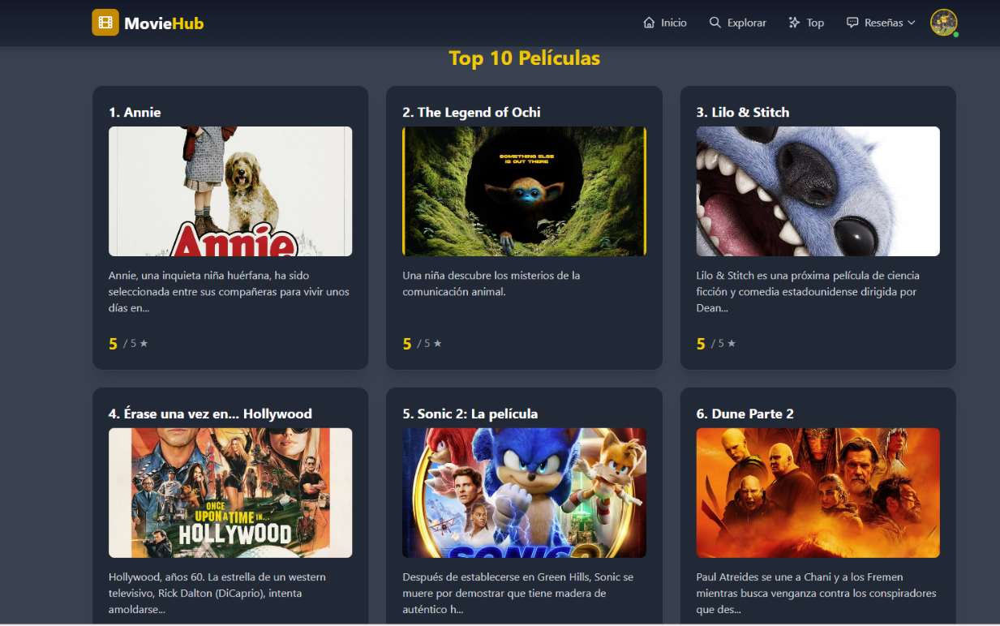 MovieHub
Inicio
Explorar
Top
Reseñas
Top 10 Películas
1. Annie
Annie
Annie, una inquieta niña huérfana, ha sido
seleccionada entre sus compañeras para vivir unos
días en...
5 / 5 ★
2. The Legend of Ochi
SOMETHING ELSE
IS OUT THERE
Una niña descubre los misterios de la
comunicación animal.
5 / 5 ★
3. Lilo & Stitch
Lilo & Stitch es una próxima película de ciencia
ficción y comedia estadounidense dirigida por
Dean...
5 / 5 ★
4. Érase una vez en... Hollywood
ONCE
UPON A TIME IN...
HOLLYWOOD
Hollywood, años 60. La estrella de un western
televisivo, Rick Dalton (DiCaprio), intenta
amoldarse...
5. Sonic 2: La película
SONIC 2
Después de establecerse en Green Hills, Sonic se
muere por demostrar que tiene madera de
auténtico h...
6. Dune Parte 2
Paul Atreides se une a Chani y a los Fremen
mientras busca venganza contra los conspiradores
que des...